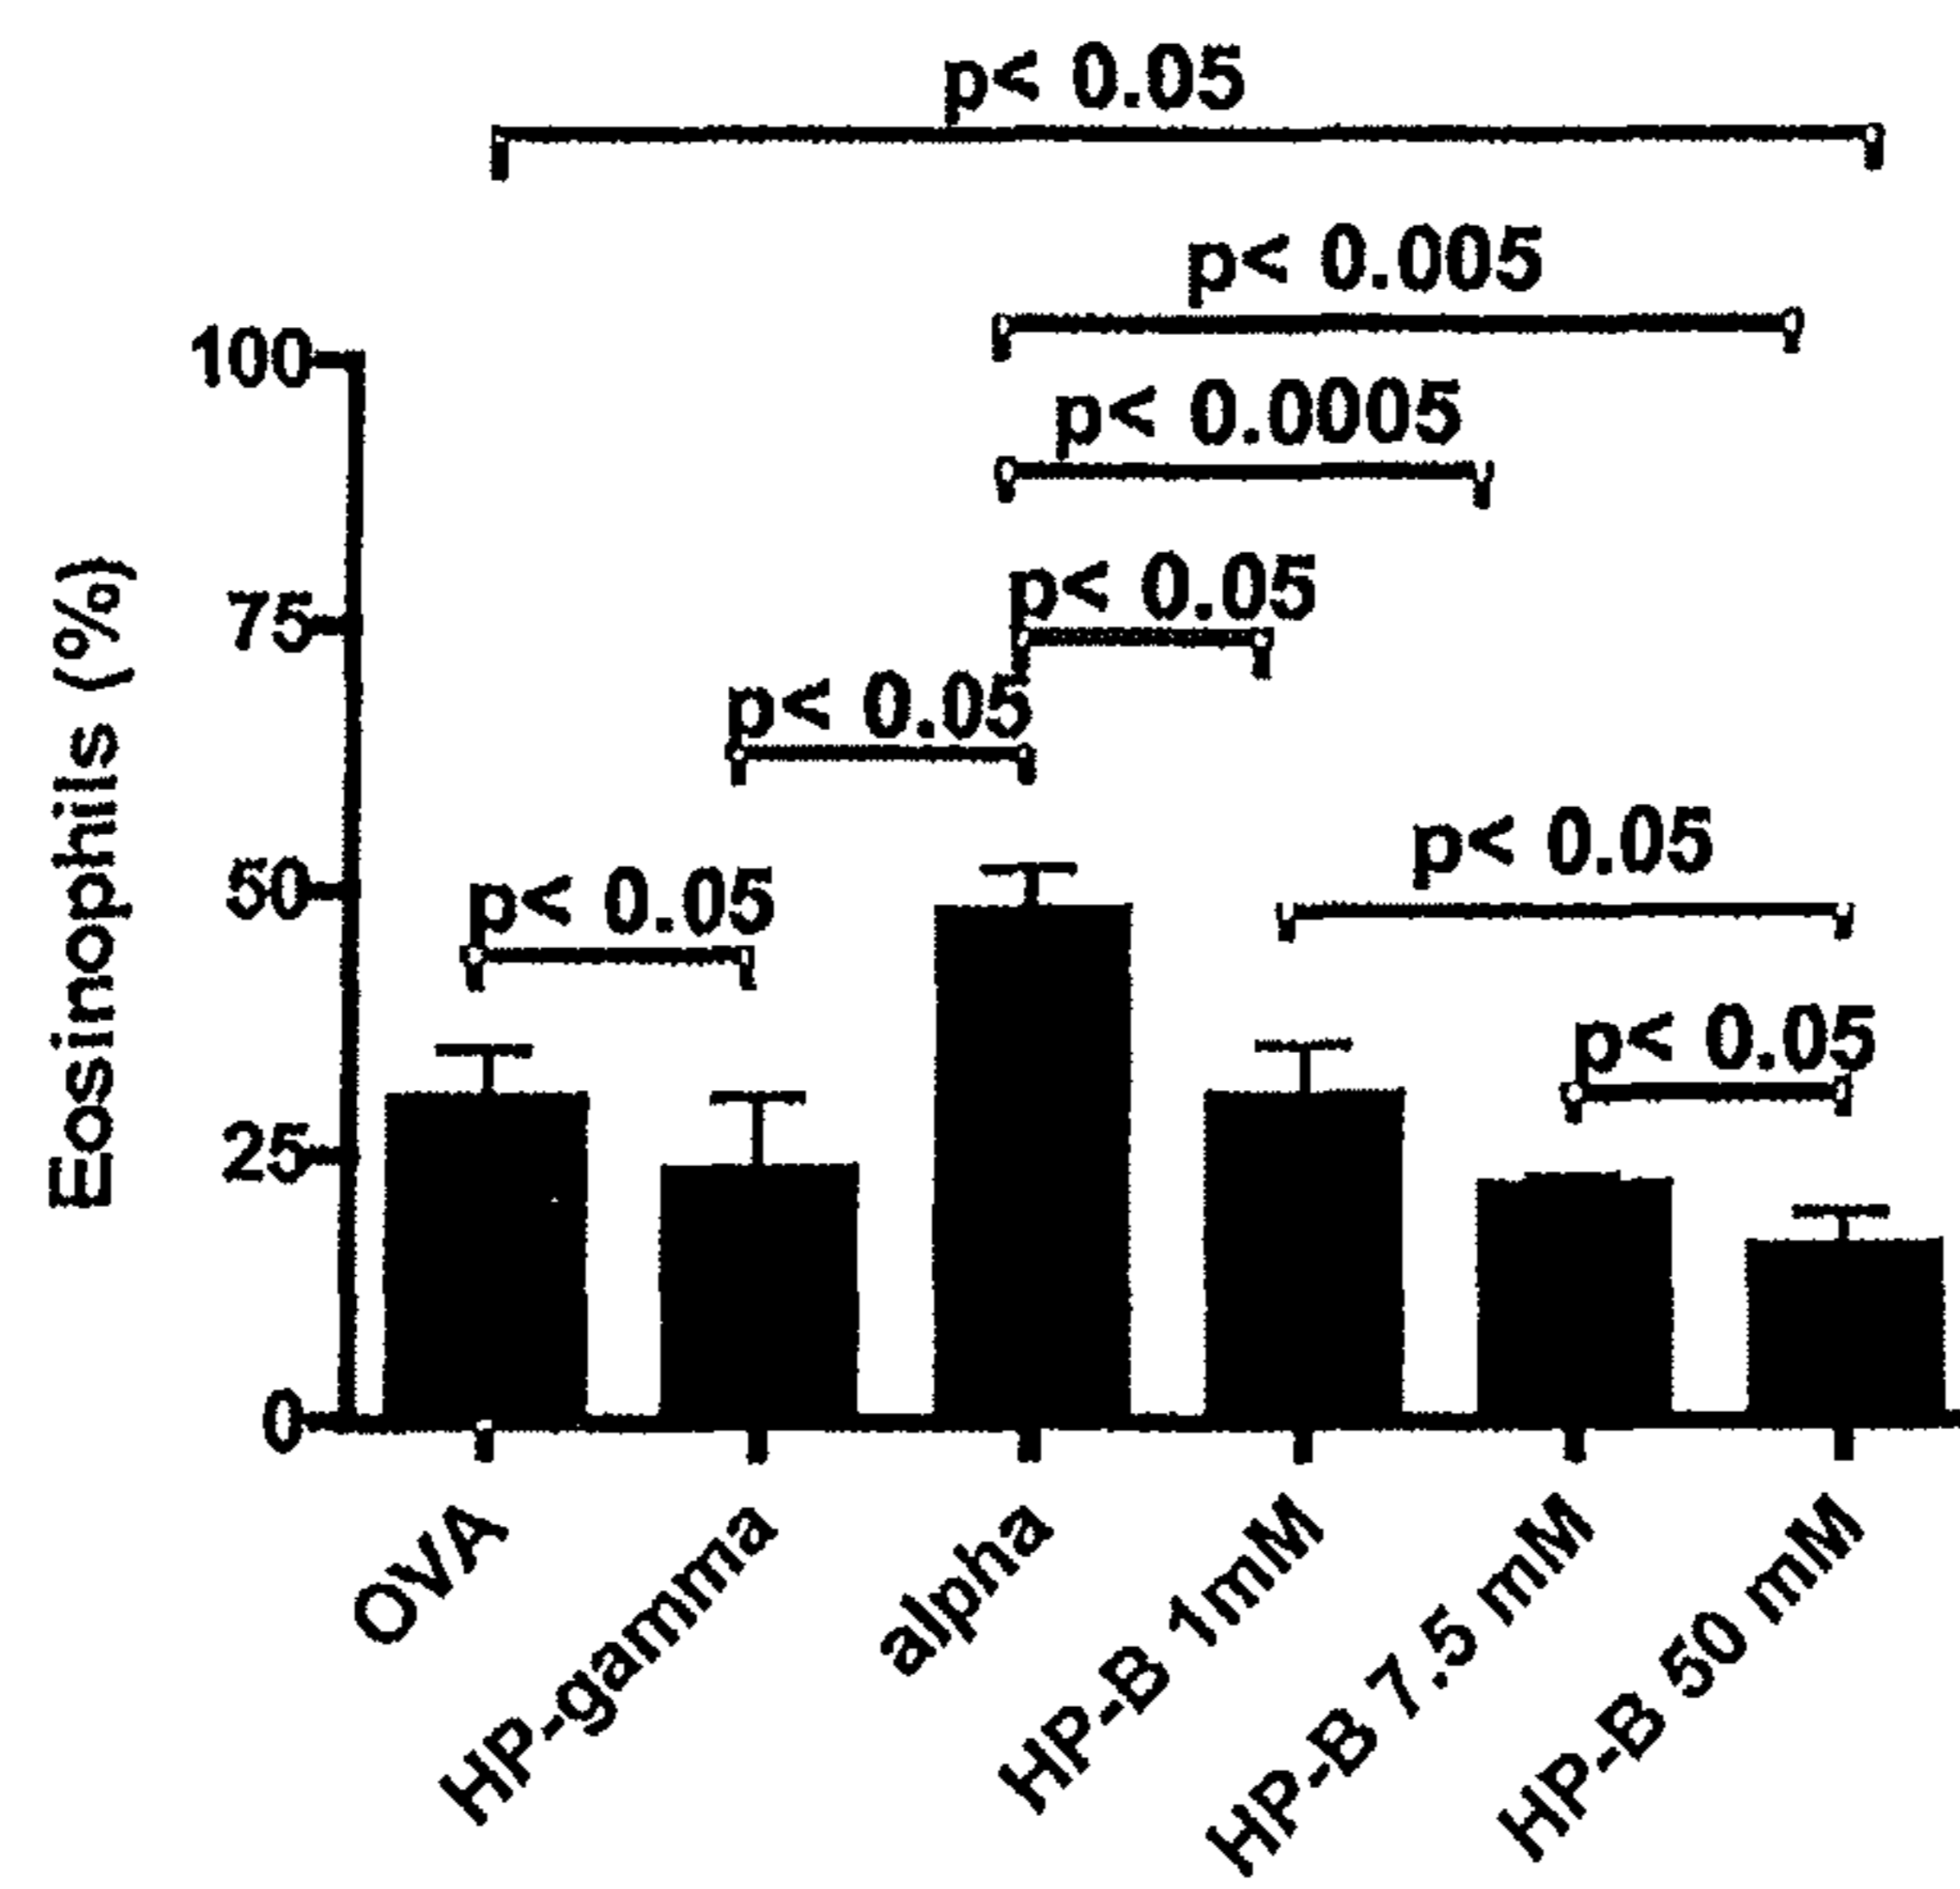 p< 0.05
p< 0.005
100
p< 0.0005
p< 0.05
75
p< 0.05
p< 0.05
50
p< 0.05
p< 0.05
25
0
Eosinophils (%)
OVA
HP-gamma
alpha
HP-B 1mM
HP-B 7.5 mM
HP-B 50 mM